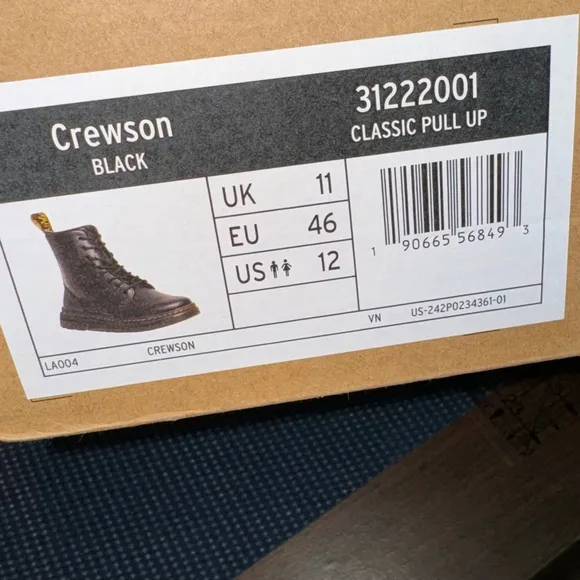 Crewson
BLACK
31222001
CLASSIC PULL UP
UK 11
EU 46
US 12
1 90665 56849 3
LA004 CREWSON
VN US-242P0234361-01
23